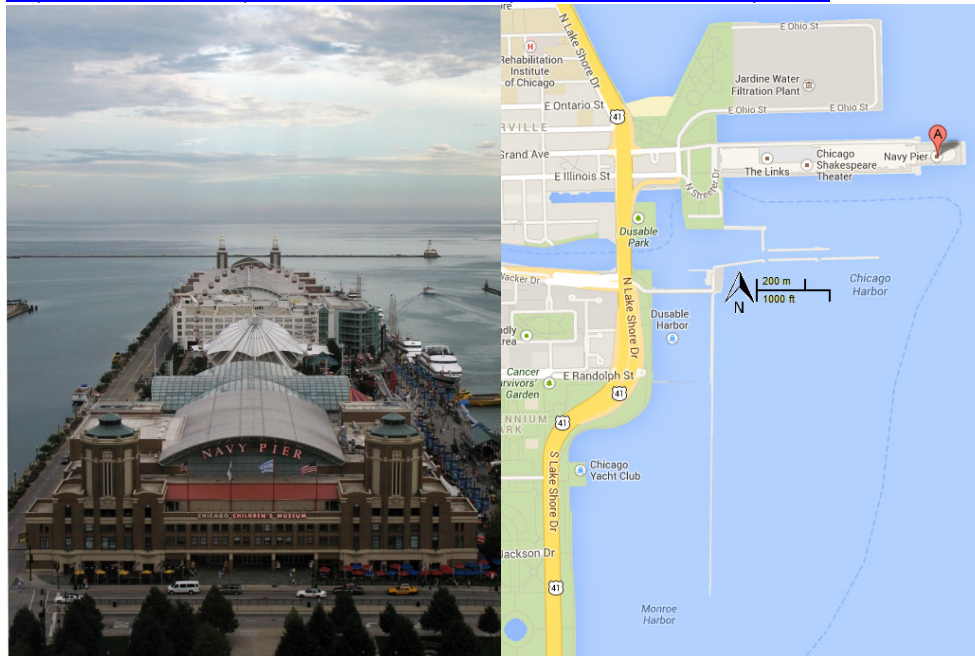 NAVY PIER
CHICAGO CHILDREN'S MUSEUM
N Lake Shore Dr
E Ohio St
H
Rehabilitation
Institute
of Chicago
Jardine Water
Filtration Plant
E Ontario St
41
E Ohio St
E Ohio St
A
Grand Ave
Navy Pier
Chicago
Shakespeare
Theater
The Links
E Illinois St
N Streeter Dr
Dusable
Park
Wacker Dr
200 m
1000 ft
N
Chicago
Harbor
N Lake Shore Dr
Dusable
Harbor
Cancer
Garden
E Randolph St
41
41
Chicago
Yacht Club
S Lake Shore Dr
Jackson Dr
41
Monroe
Harbor